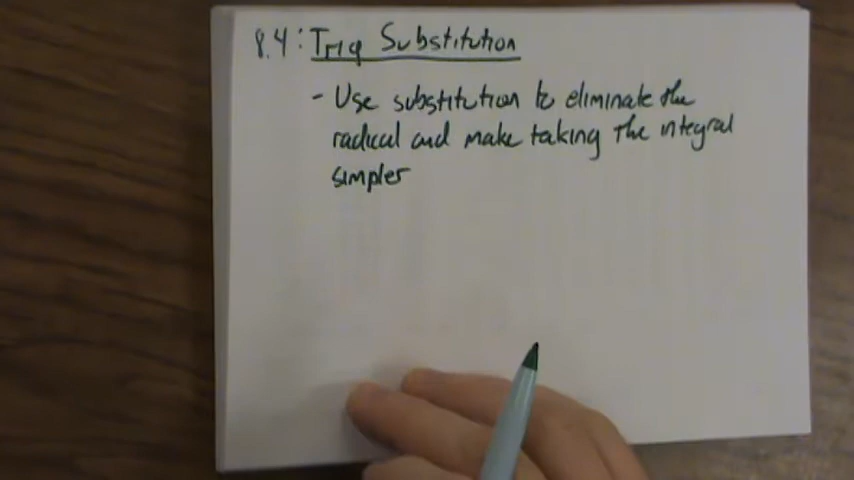 8.4: Trig Substitution
- Use substitution to eliminate the
radical and make taking the integral
simpler